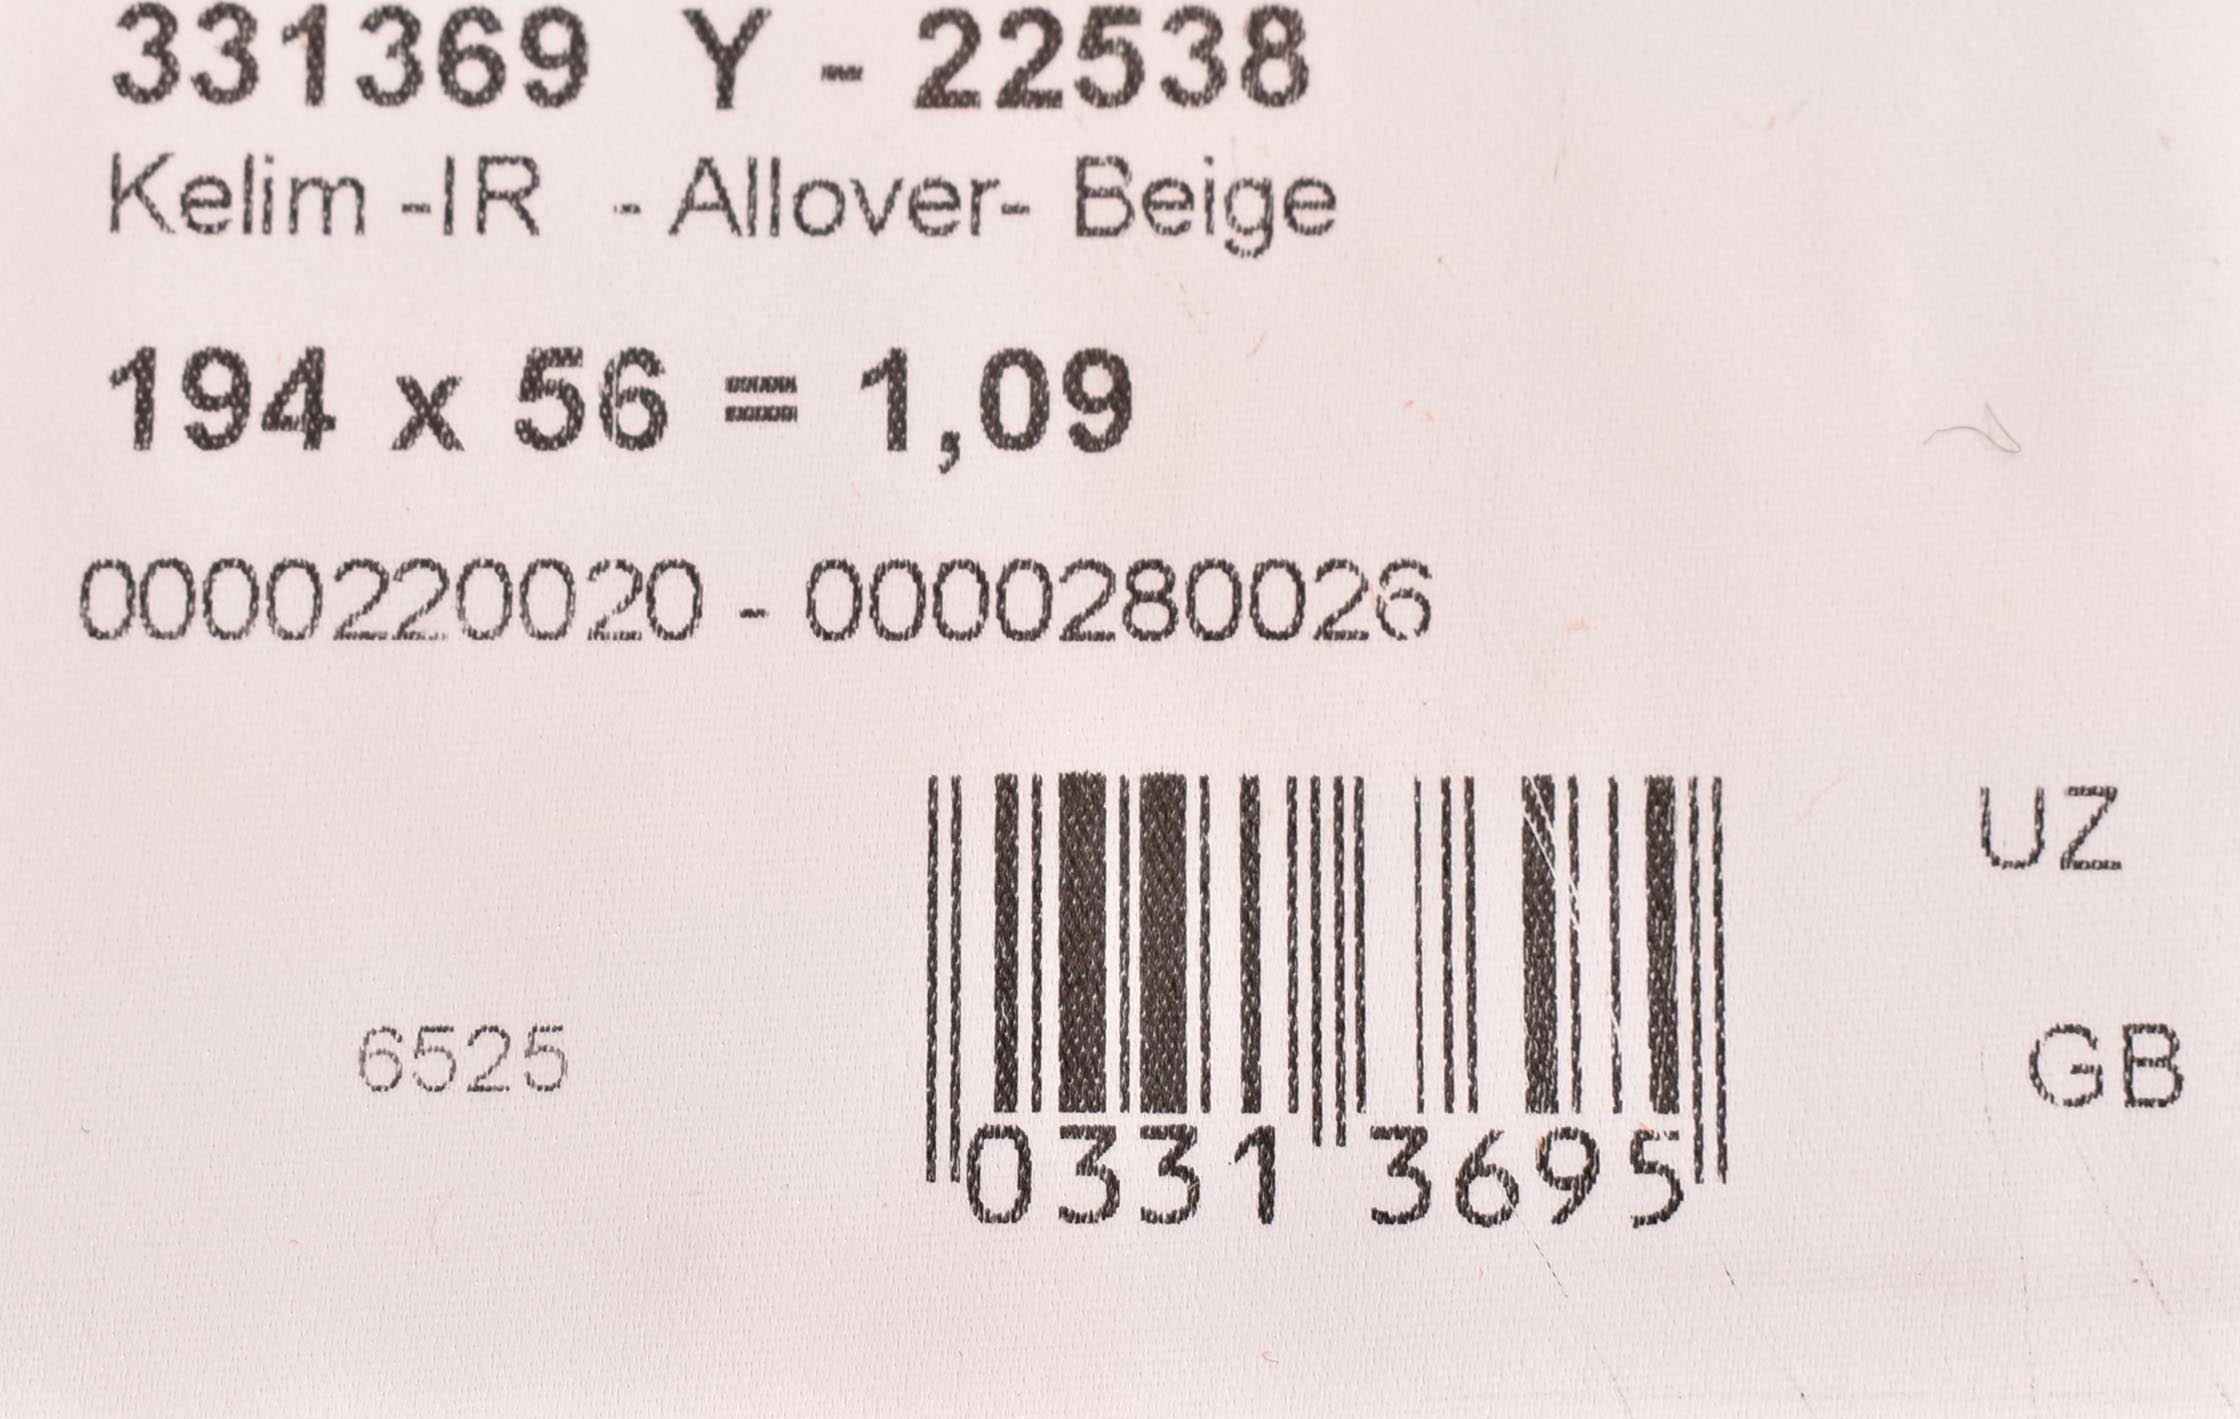 331369 Y - 22538
Kelim -IR - Allover- Beige
194 x 56 = 1,09
0000220020 - 0000280026
UZ
6525
GB
0331 3695